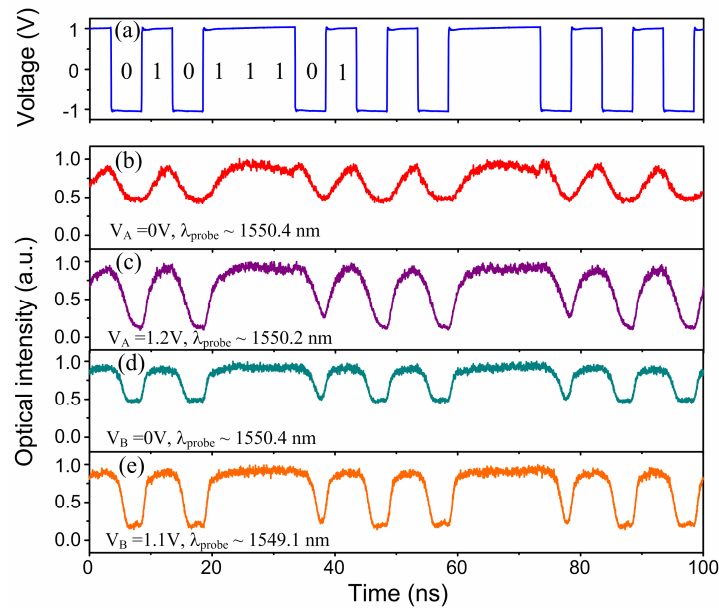 Voltage (V)
1
0
-1
(a)
0 1 0 1 1 1 0 1
Optical intensity (a.u.)
1.0
0.5
0.0
(b)
V_A =0V, λ_probe ~ 1550.4 nm
1.0
0.5
0.0
(c)
V_A =1.2V, λ_probe ~ 1550.2 nm
1.0
0.5
0.0
(d)
V_B =0V, λ_probe ~ 1550.4 nm
1.0
0.5
0.0
(e)
V_B =1.1V, λ_probe ~ 1549.1 nm
0 20 40 60 80 100
Time (ns)